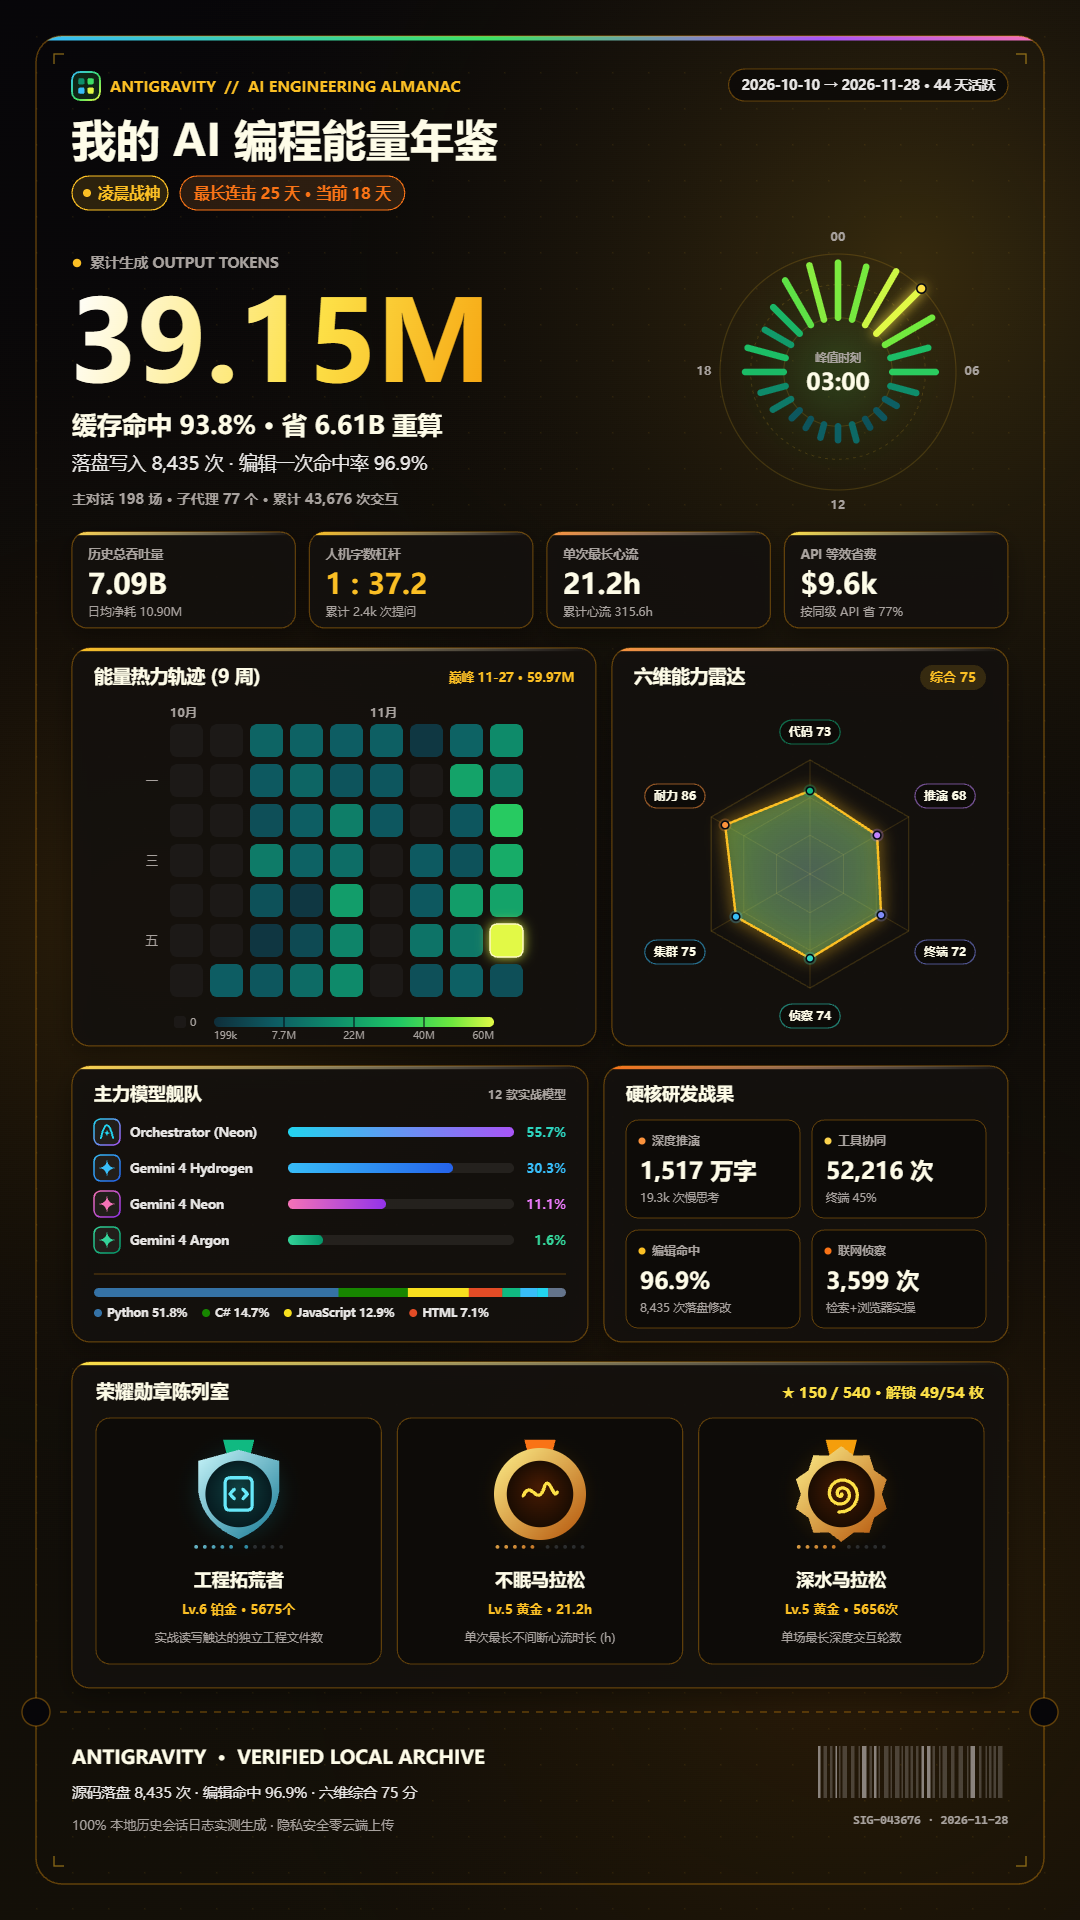 ANTIGRAVITY // AI ENGINEERING ALMANAC
2026-10-10 → 2026-11-28 • 44 天活跃
我的 AI 编程能量年鉴
凌晨战神
最长连击 25 天 • 当前 18 天
累计生成 OUTPUT TOKENS
39.15M
缓存命中 93.8% • 省 6.61B 重算
落盘写入 8,435 次 · 编辑一次命中率 96.9%
主对话 198 场 • 子代理 77 个 • 累计 43,676 次交互
00
18
峰值时刻
03:00
06
12
历史总吞吐量
7.09B
日均净耗 10.90M
人机字数杠杆
1 : 37.2
累计 2.4k 次提问
单次最长心流
21.2h
累计心流 315.6h
API 等效省费
$9.6k
按同级 API 省 77%
能量热力轨迹 (9 周)
巅峰 11-27 • 59.97M
10月
11月
一
三
五
0
199k
7.7M
22M
40M
60M
六维能力雷达
综合 75
代码 73
耐力 86
推演 68
集群 75
终端 72
侦察 74
主力模型舰队
12 款实战模型
Orchestrator (Neon)
55.7%
Gemini 4 Hydrogen
30.3%
Gemini 4 Neon
11.1%
Gemini 4 Argon
1.6%
Python 51.8%
C# 14.7%
JavaScript 12.9%
HTML 7.1%
硬核研发战果
深度推演
1,517 万字
19.3k 次慢思考
工具协同
52,216 次
终端 45%
编辑命中
96.9%
8,435 次落盘修改
联网侦察
3,599 次
检索+浏览器实操
荣耀勋章陈列室
★ 150 / 540 • 解锁 49/54 枚
工程拓荒者
Lv.6 铂金 • 5675个
实战读写触达的独立工程文件数
不眠马拉松
Lv.5 黄金 • 21.2h
单次最长不间断心流时长 (h)
深水马拉松
Lv.5 黄金 • 5656次
单场最长深度交互轮数
ANTIGRAVITY • VERIFIED LOCAL ARCHIVE
源码落盘 8,435 次 · 编辑命中 96.9% · 六维综合 75 分
100% 本地历史会话日志实测生成 · 隐私安全零云端上传
SIG-043676 · 2026-11-28